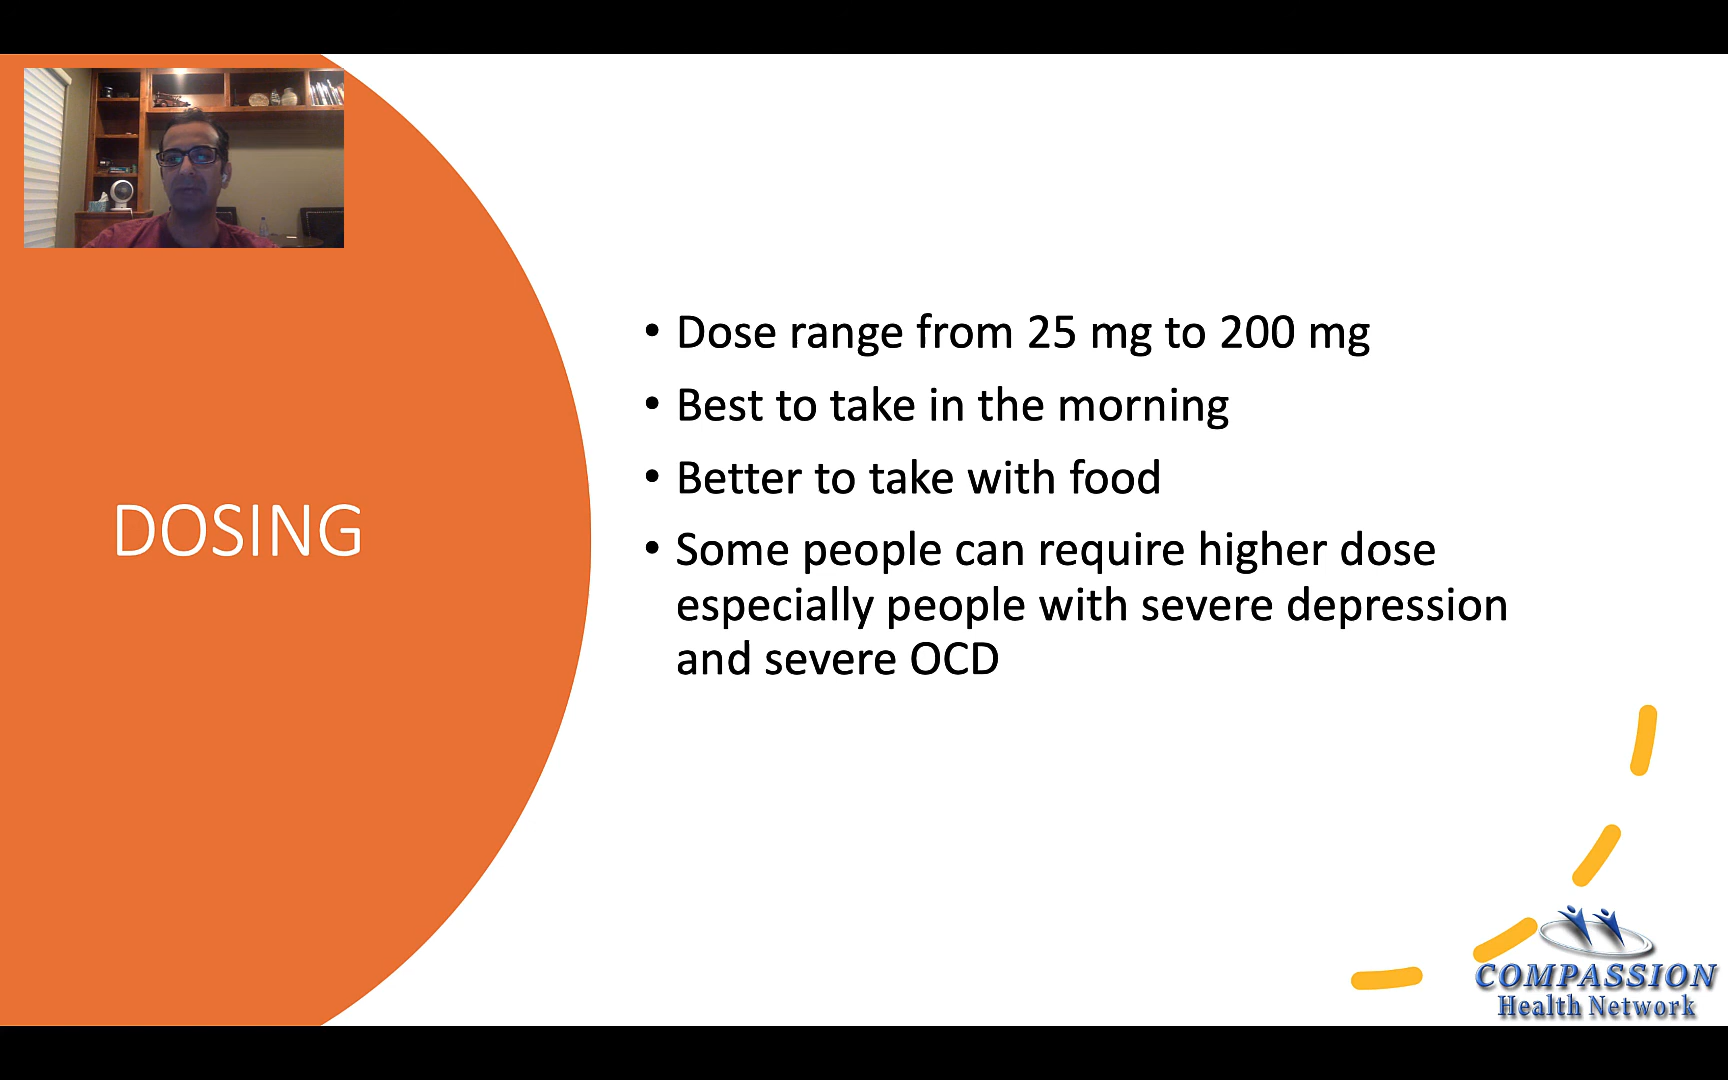 DOSING
• Dose range from 25 mg to 200 mg
• Best to take in the morning
• Better to take with food
• Some people can require higher dose
especially people with severe depression
and severe OCD
COMPASSION
Health Network